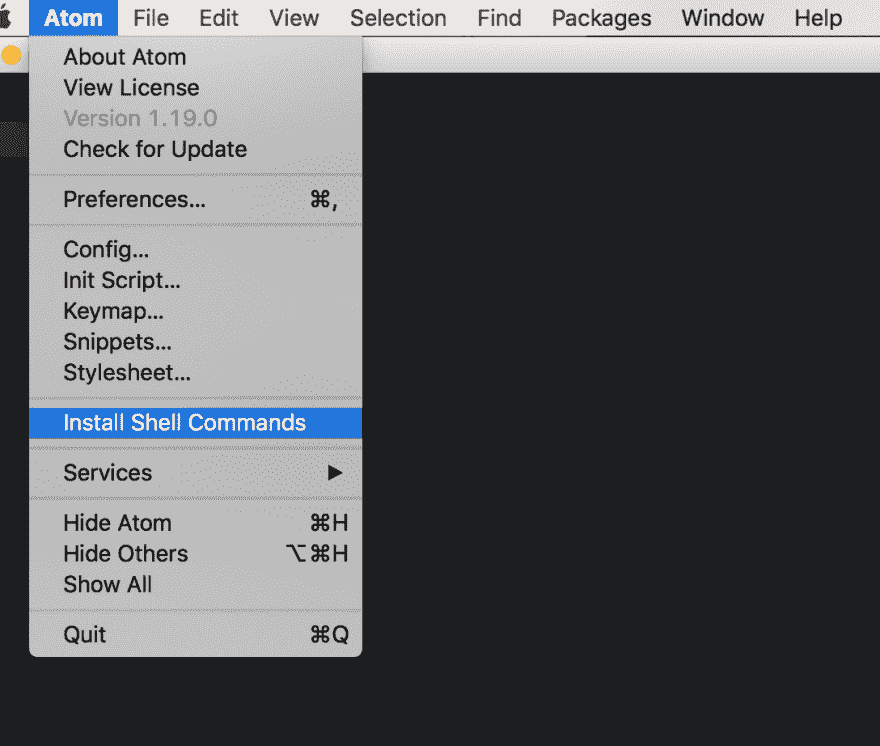 Atom File Edit View Selection Find Packages Window Help
About Atom
View License
Version 1.19.0
Check for Update
Preferences... ⌘,
Config...
Init Script...
Keymap...
Snippets...
Stylesheet...
Install Shell Commands
Services ▶
Hide Atom ⌘H
Hide Others ⌥⌘H
Show All
Quit ⌘Q